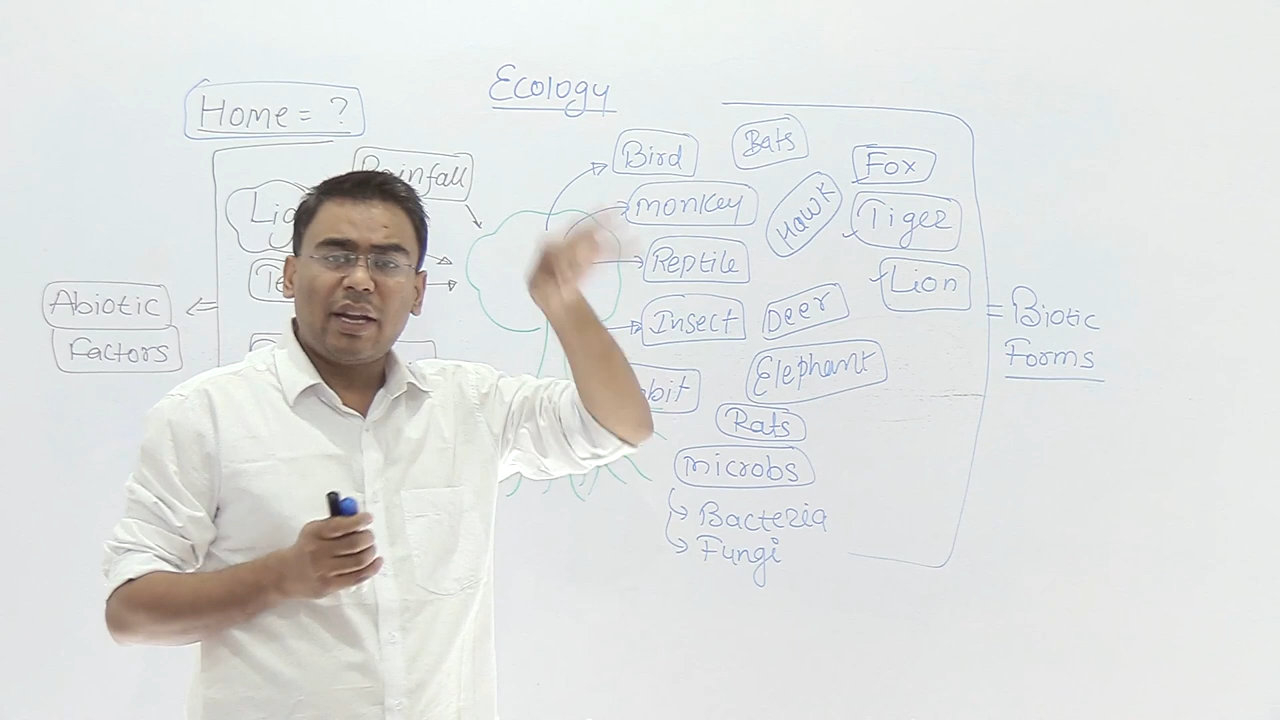 Ecology
Home = ?
Rainfall
Abiotic
Factors
Bird
Bats
Fox
monkey
Hawk
Tiger
Reptile
Lion
Insect
Deer
Elephant
Rats
microbs
Bacteria
Fungi
= Biotic
Forms